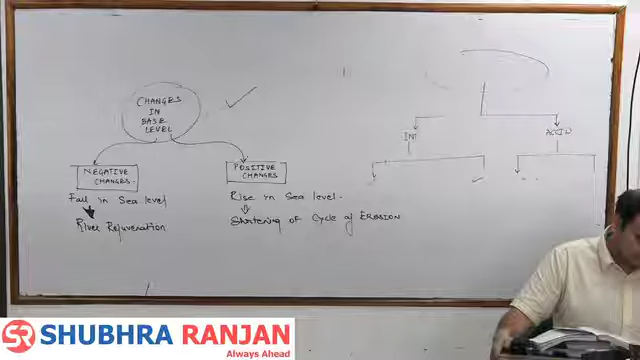 CHANGES
IN
BASE
LEVEL
NEGATIVE
CHANGES.
Fall in Sea level
River Rejuvenation
POSITIVE
CHANGES
Rise in Sea level.
Shortening of Cycle of EROSION
INT
SHUBHRA RANJAN
Always Ahead